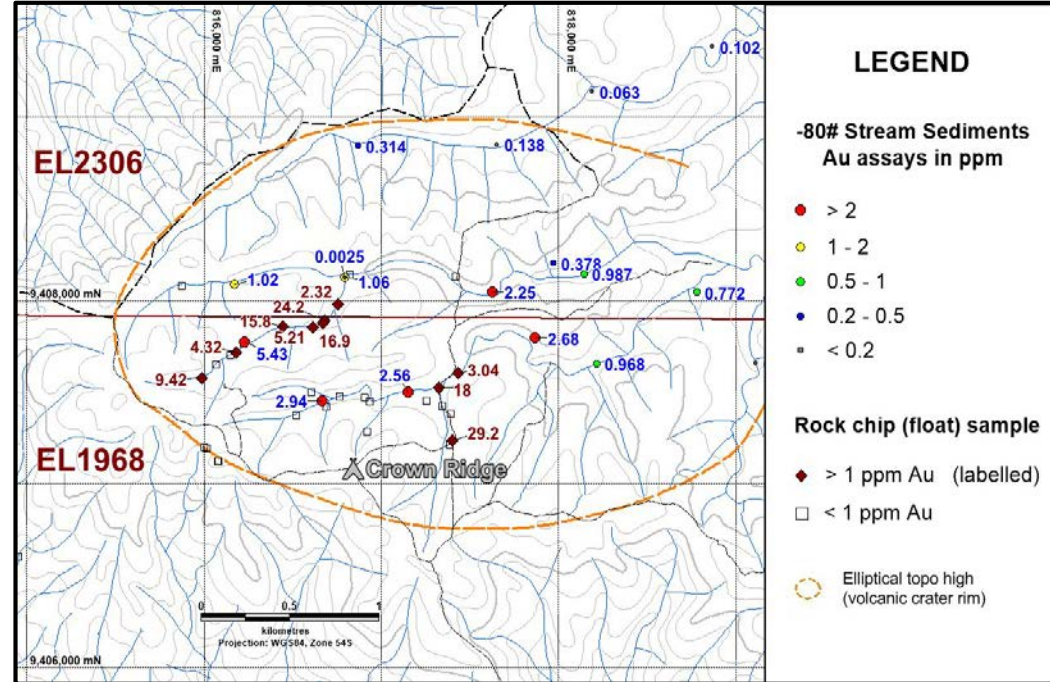 816,000 mE
818,000 mE
0.102
0.063
EL2306
0.314
0.138
0.0025
1.02
1.06
0.378
0.987
2.32
9,408,000 mN
24.2
2.25
0.772
15.8
5.21
16.9
4.32
5.43
2.68
9.42
2.56
3.04
0.968
18
2.94
29.2
EL1968
Crown Ridge
0 0.5 1
kilometres
Projection: WGS84, Zone 54S
9,406,000 mN
LEGEND
-80# Stream Sediments
Au assays in ppm
> 2
1 - 2
0.5 - 1
0.2 - 0.5
< 0.2
Rock chip (float) sample
> 1 ppm Au (labelled)
< 1 ppm Au
Elliptical topo high
(volcanic crater rim)